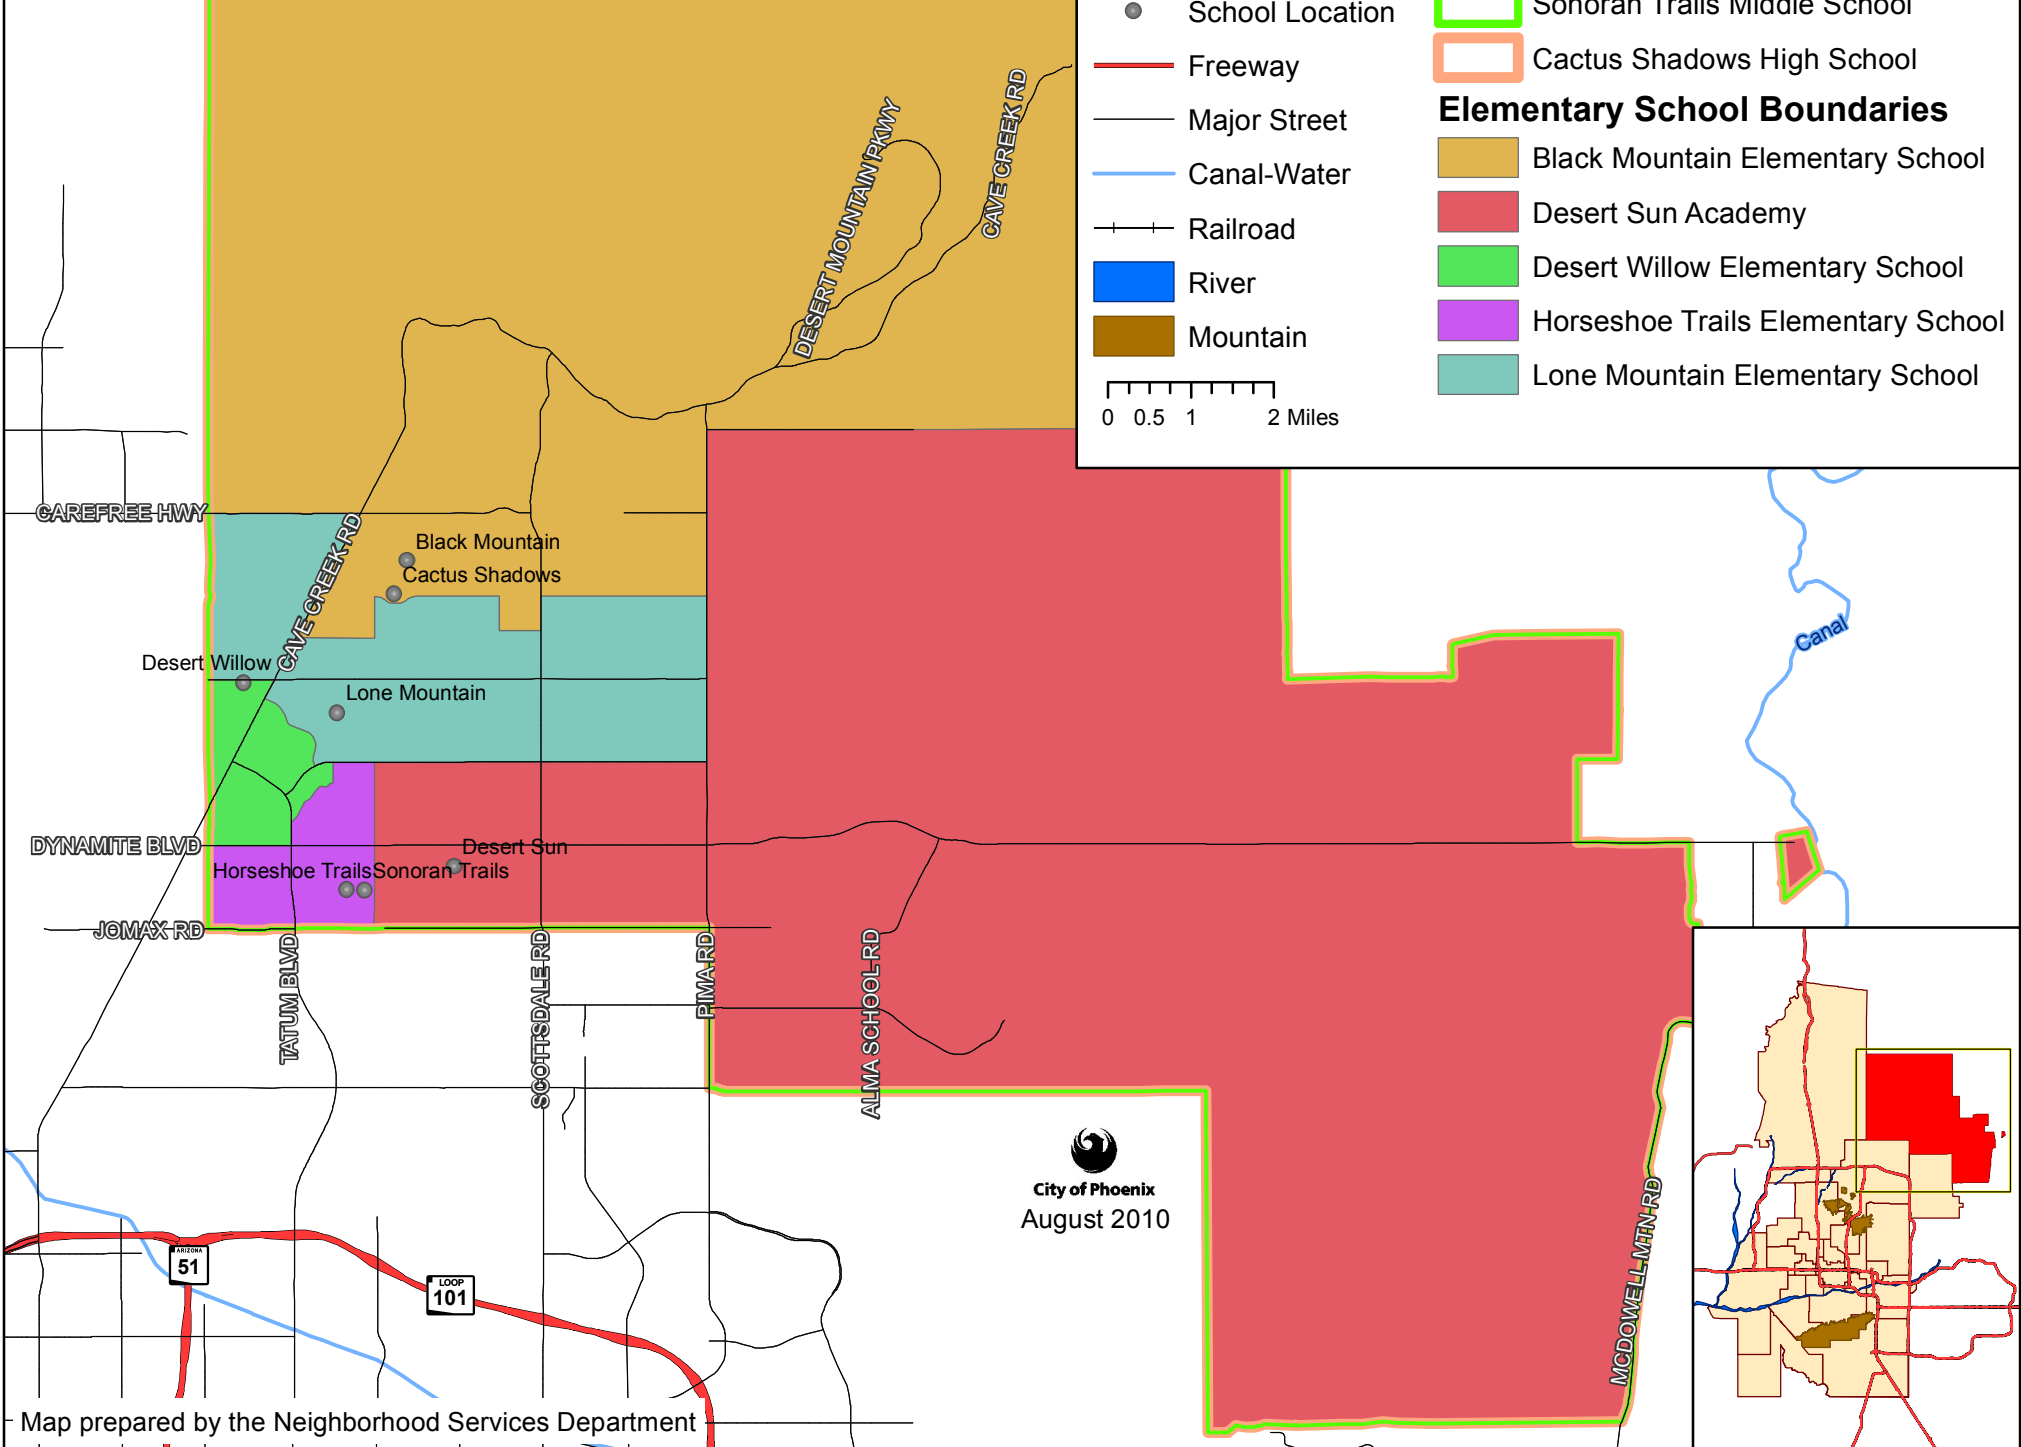 School Location
Freeway
Major Street
Canal-Water
Railroad
River
Mountain
0 0.5 1 2 Miles
Sonoran Trails Middle School
Cactus Shadows High School
Elementary School Boundaries
Black Mountain Elementary School
Desert Sun Academy
Desert Willow Elementary School
Horseshoe Trails Elementary School
Lone Mountain Elementary School
DESERT MOUNTAIN PKWY
CAVE CREEK RD
CAREFREE HWY
CAVE CREEK RD
Black Mountain
Cactus Shadows
Desert Willow
Lone Mountain
Canal
DYNAMITE BLVD
Desert Sun
Horseshoe Trails
Sonoran Trails
JOMAX RD
TATUM BLVD
SCOTTSDALE RD
PIMA RD
ALMA SCHOOL RD
MCDOWELL MTN RD
City of Phoenix
August 2010
ARIZONA
51
LOOP
101
Map prepared by the Neighborhood Services Department